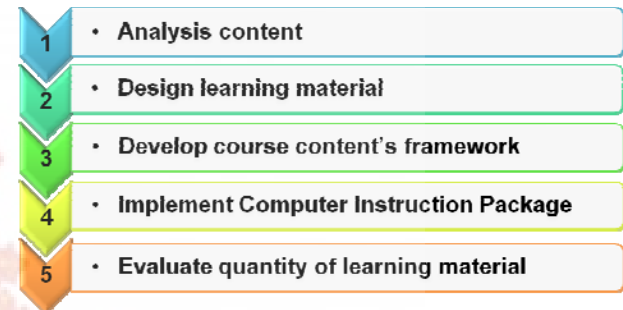 1 • Analysis content
2 • Design learning material
3 • Develop course content's framework
4 • Implement Computer Instruction Package
5 • Evaluate quantity of learning material